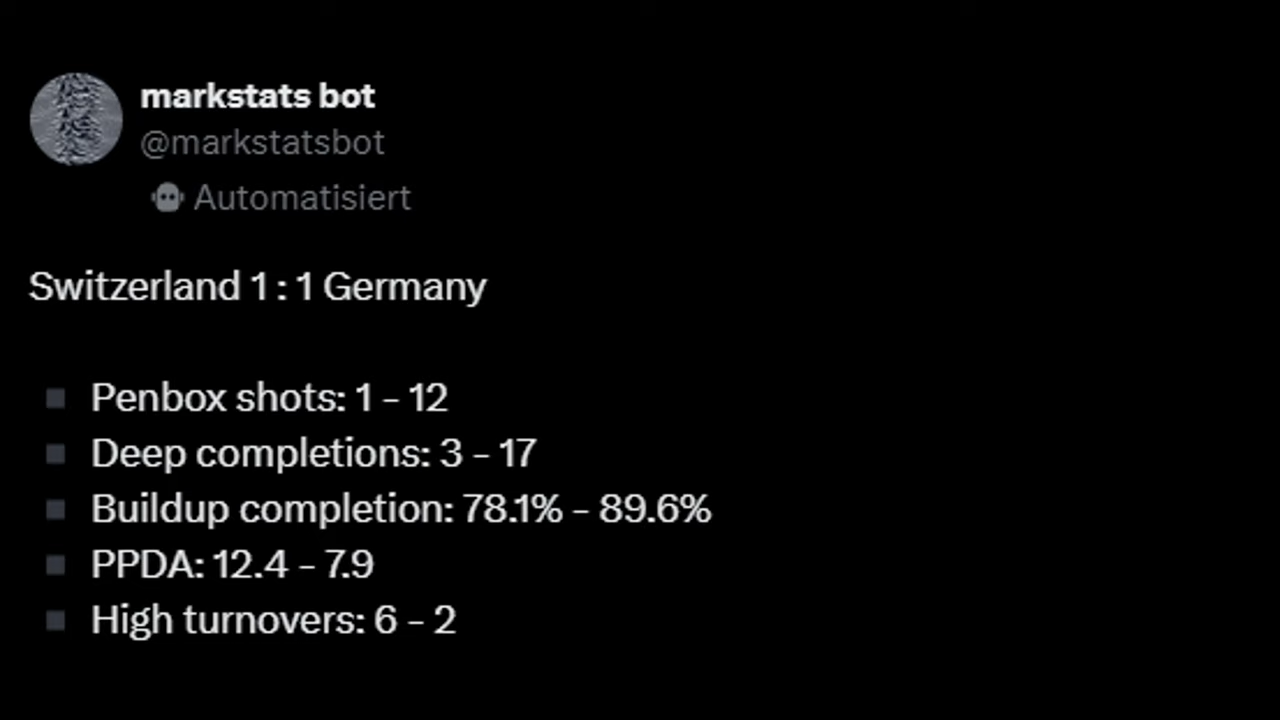 markstats bot
@markstatsbot
Automatisiert
Switzerland 1 : 1 Germany
Penbox shots: 1 – 12
Deep completions: 3 – 17
Buildup completion: 78.1% – 89.6%
PPDA: 12.4 – 7.9
High turnovers: 6 – 2